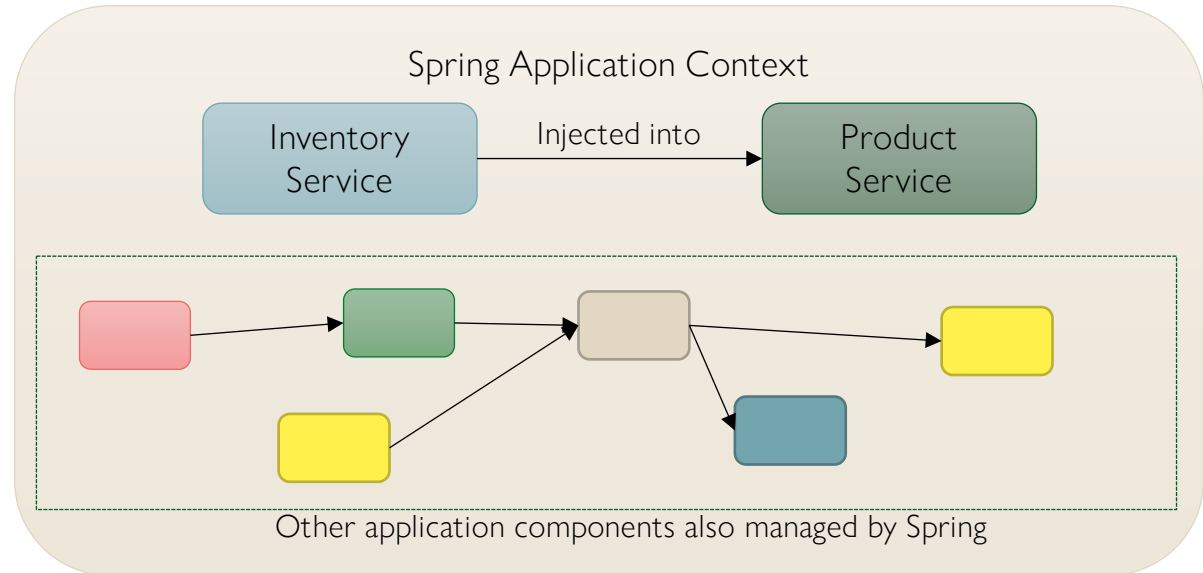 Spring Application Context
Inventory
Service
Injected into
Product
Service
Other application components also managed by Spring